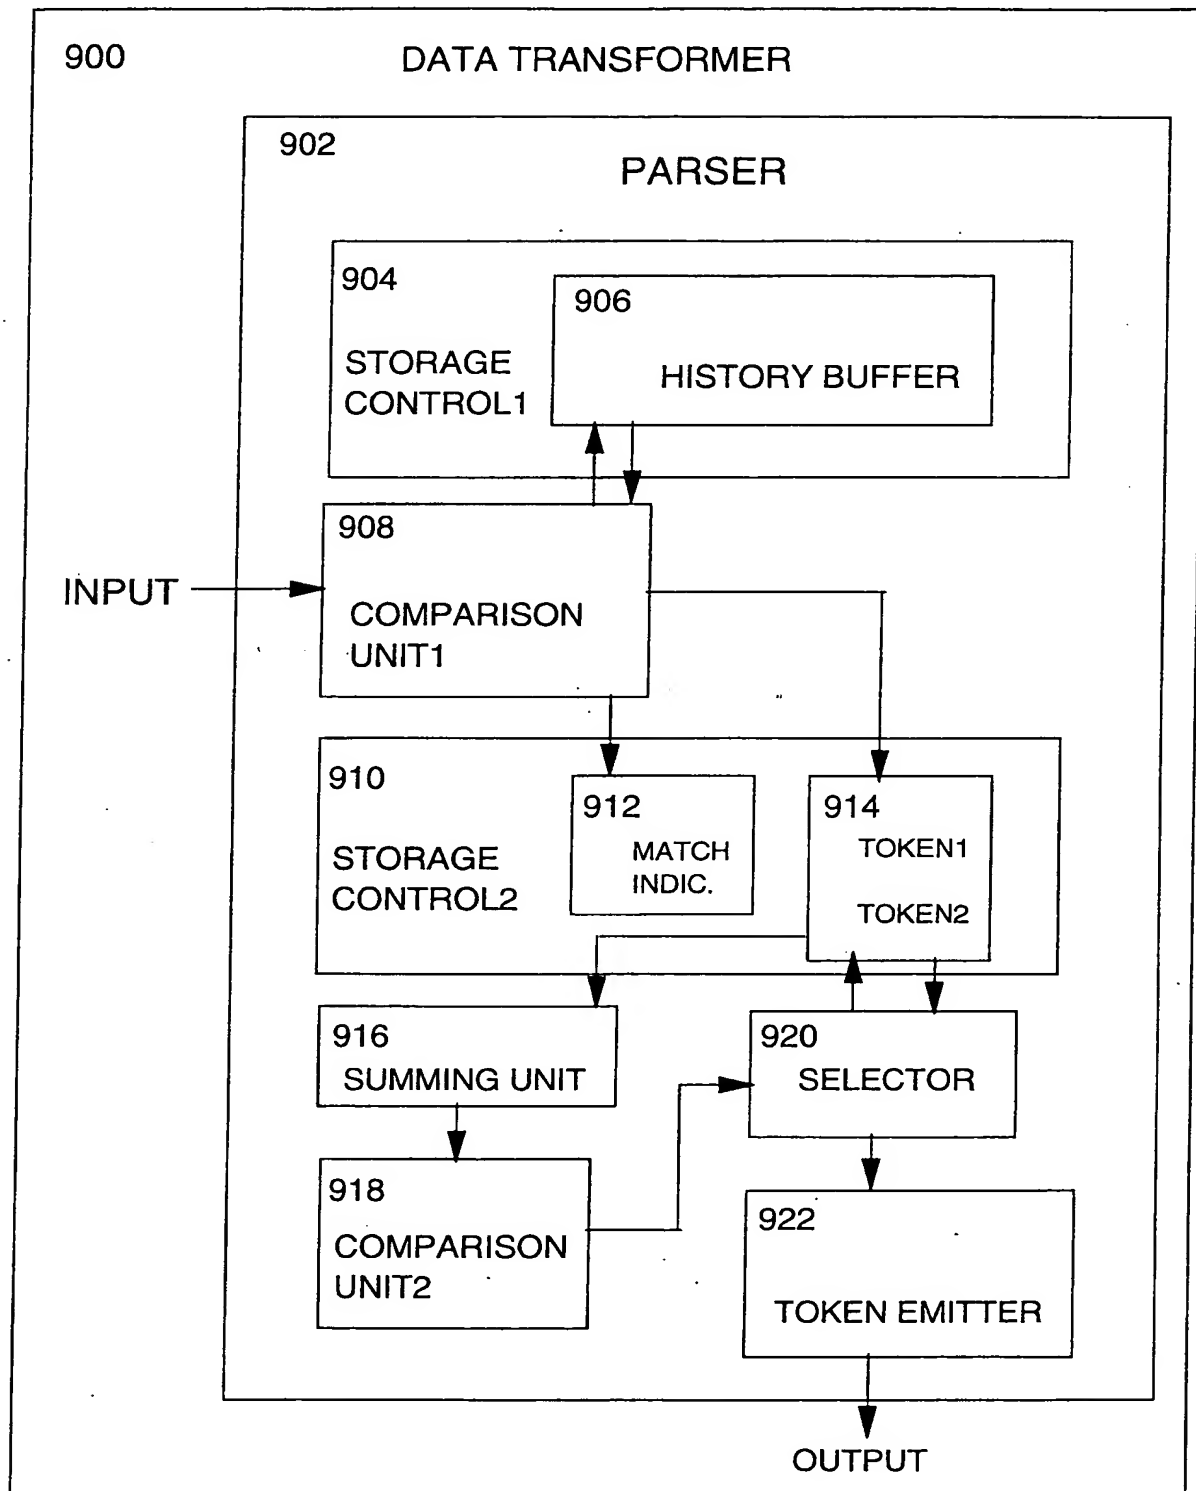 900
DATA TRANSFORMER
902
PARSER
904
STORAGE
CONTROL1
906
HISTORY BUFFER
908
COMPARISON
UNIT1
INPUT
910
STORAGE
CONTROL2
912
MATCH
INDIC.
914
TOKEN1
TOKEN2
916
SUMMING UNIT
920
SELECTOR
918
COMPARISON
UNIT2
922
TOKEN EMITTER
OUTPUT